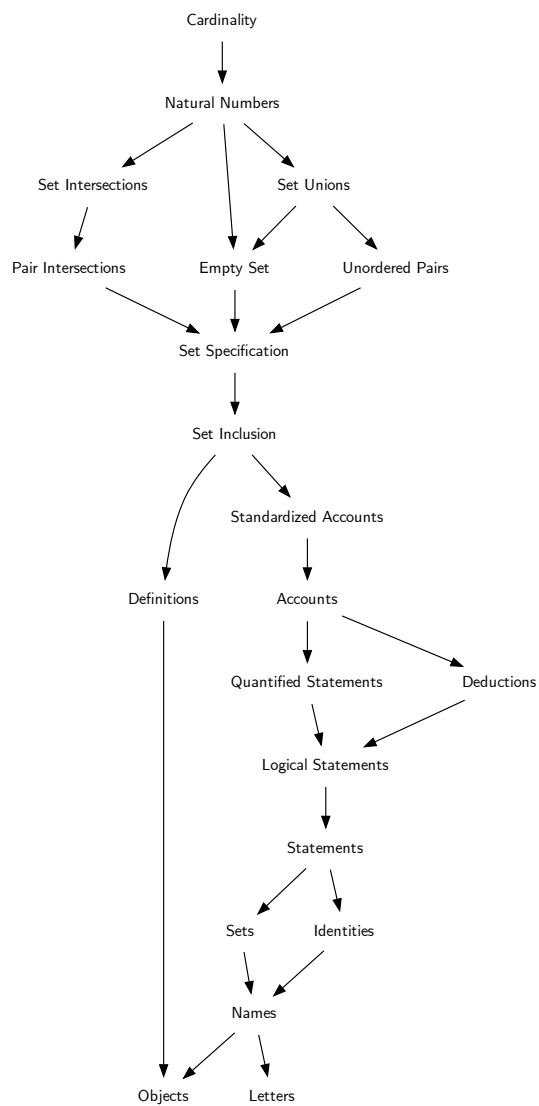 Cardinality
Natural Numbers
Set Intersections
Set Unions
Pair Intersections
Empty Set
Unordered Pairs
Set Specification
Set Inclusion
Standardized Accounts
Definitions
Accounts
Quantified Statements
Deductions
Logical Statements
Statements
Sets
Identities
Names
Objects
Letters